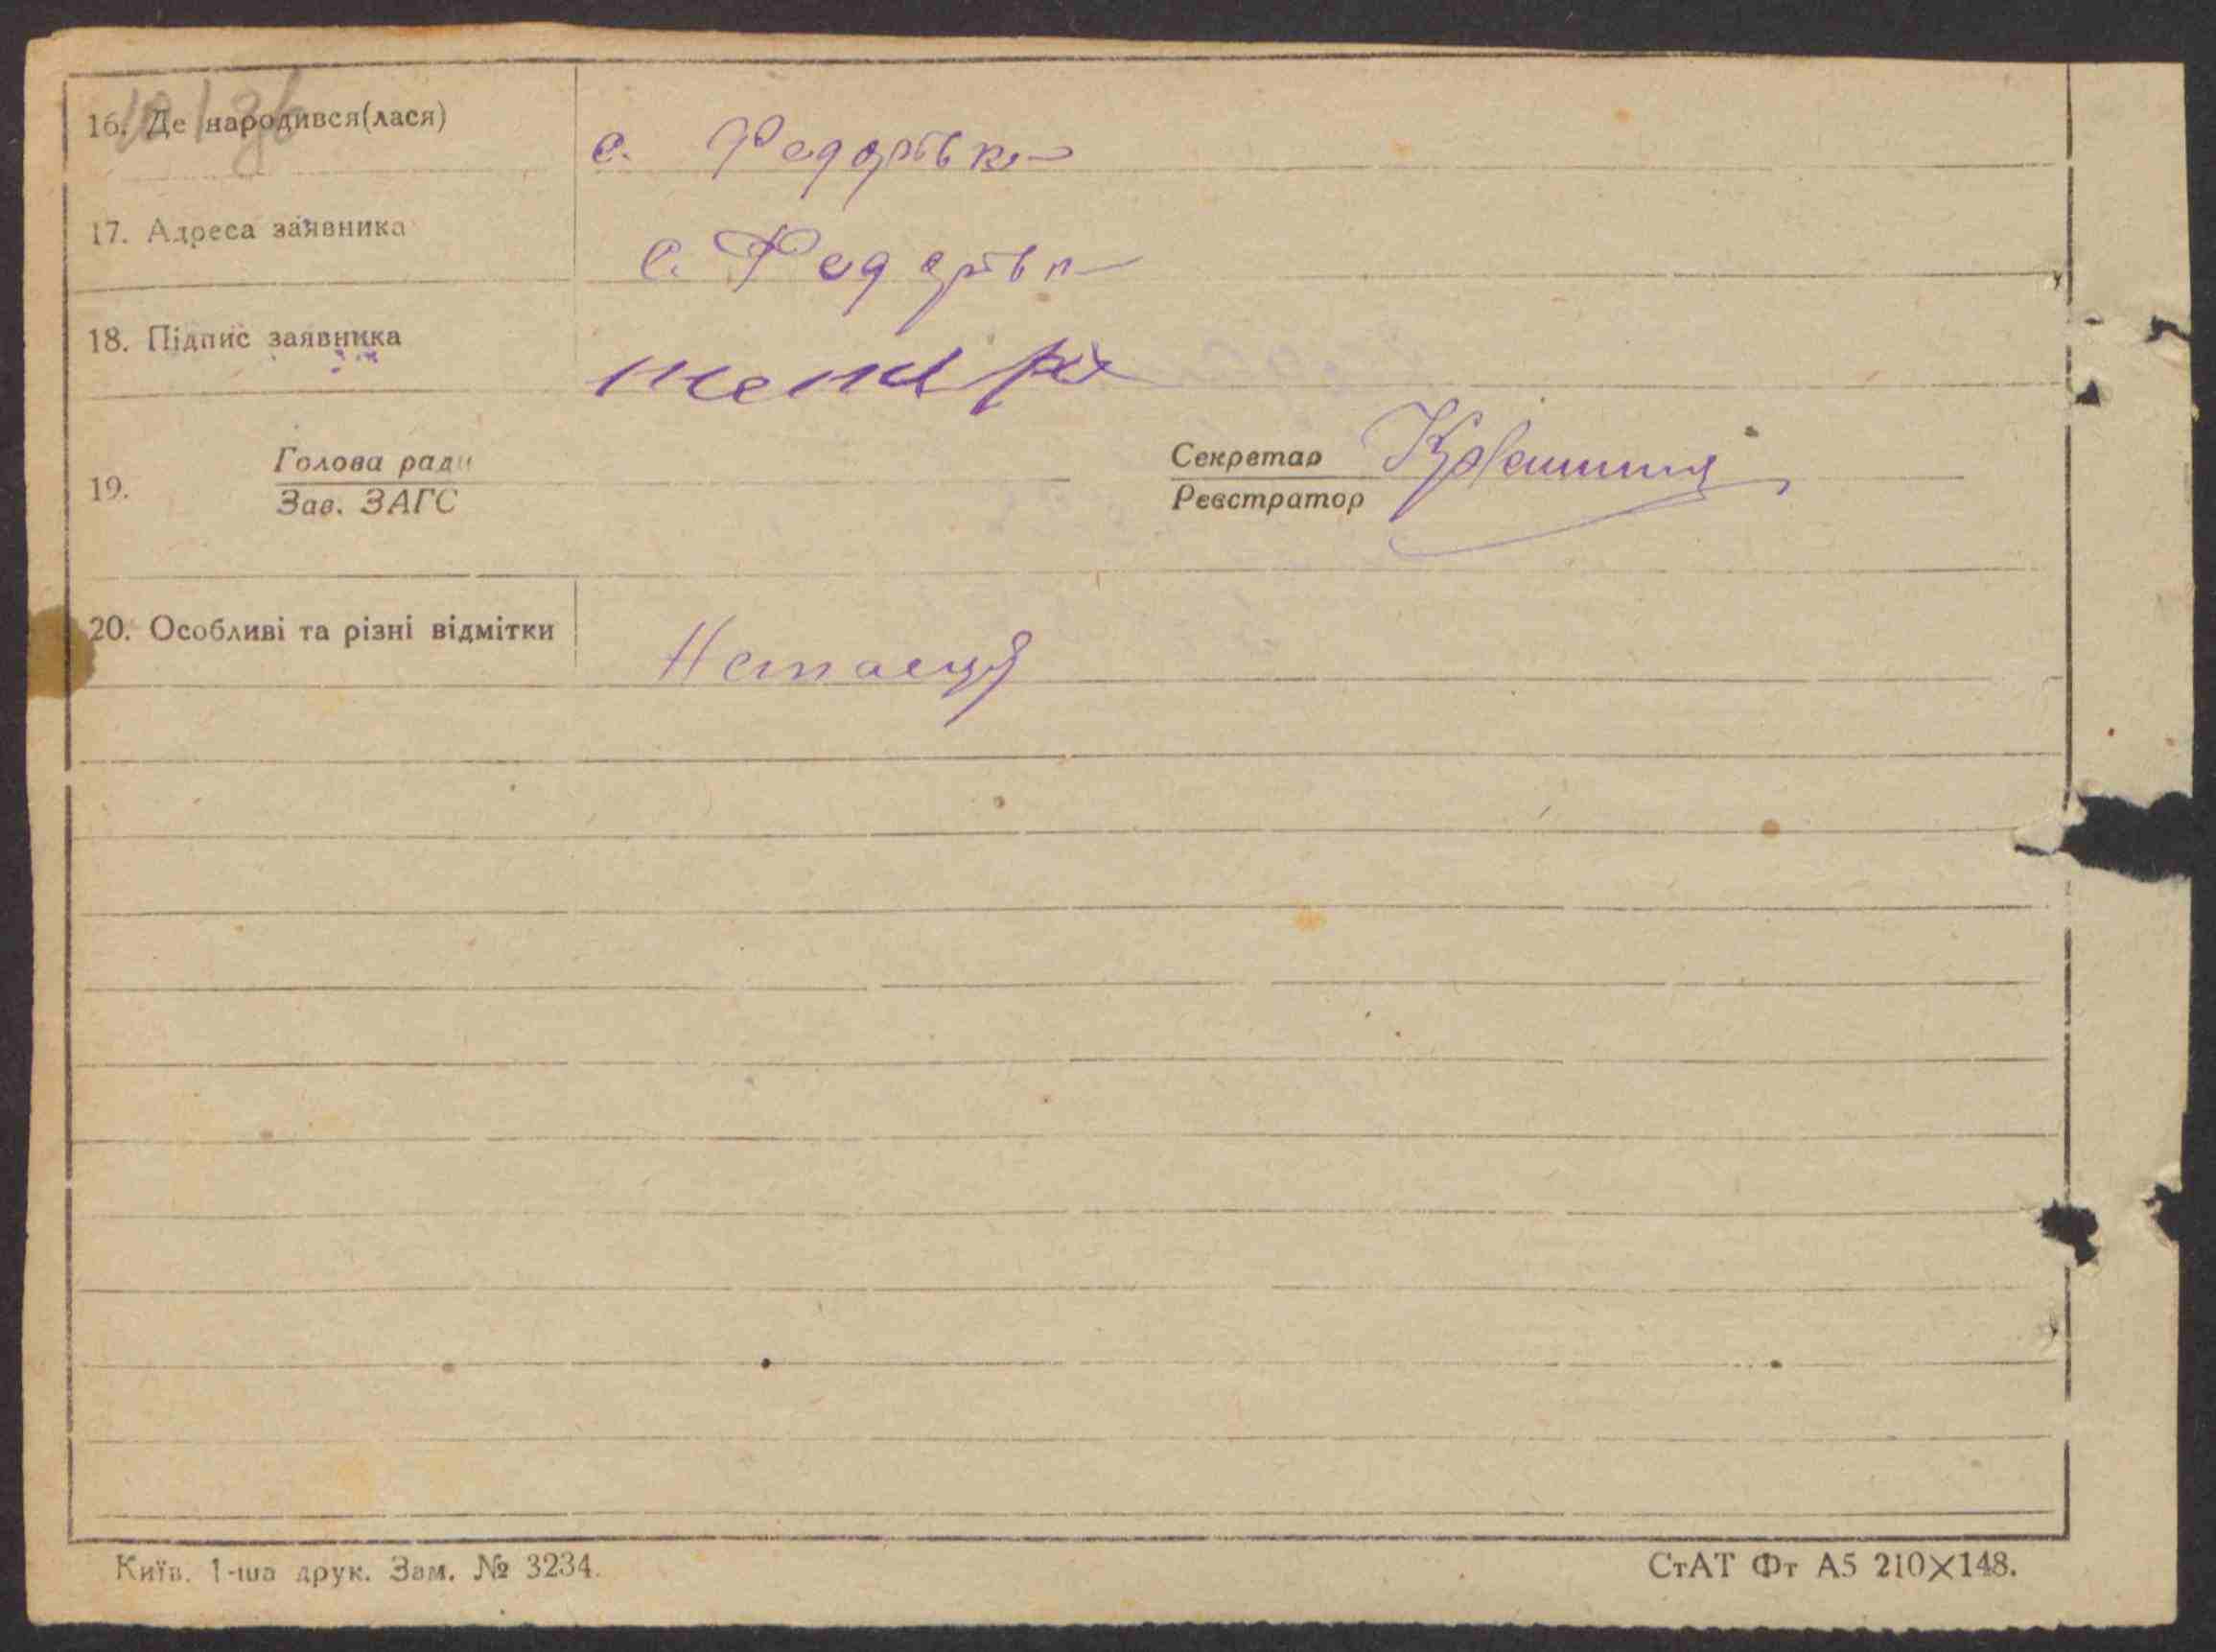 16. Де народився(лася) с. Федорівка
17. Адреса заявника с. Федорівка
18. Підпис заявника
19. Голова ради Секретар
Зав. ЗАГС Реєстратор
20. Особливі та різні відмітки
Київ. 1-ша друк. Зам. № 3234. СтАТ Фт А5 210×148.